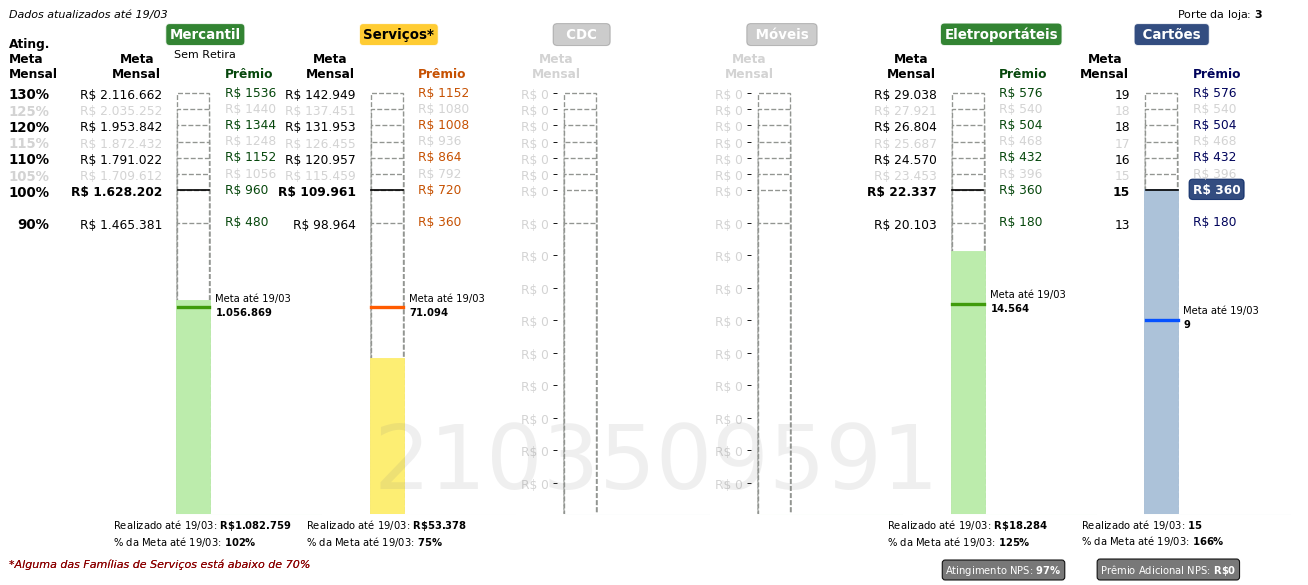 Dados atualizados até 19/03
Porte da loja: 3
Mercantil
Serviços*
CDC
Móveis
Eletroportáteis
Cartões
Sem Retira
Ating. Meta Mensal
Meta Mensal Prêmio Meta Mensal Prêmio Meta Mensal Meta Mensal Meta Mensal Prêmio Meta Mensal Prêmio
130% R$ 2.116.662 R$ 1536 R$ 142.949 R$ 1152 R$ 0 R$ 0 R$ 29.038 R$ 576 19 R$ 576
125% R$ 2.035.252 R$ 1440 R$ 137.451 R$ 1080 R$ 0 R$ 0 R$ 27.921 R$ 540 18 R$ 540
120% R$ 1.953.842 R$ 1344 R$ 131.953 R$ 1008 R$ 0 R$ 0 R$ 26.804 R$ 504 18 R$ 504
115% R$ 1.872.432 R$ 1248 R$ 126.455 R$ 936 R$ 0 R$ 0 R$ 25.687 R$ 468 17 R$ 468
110% R$ 1.791.022 R$ 1152 R$ 120.957 R$ 864 R$ 0 R$ 0 R$ 24.570 R$ 432 16 R$ 432
105% R$ 1.709.612 R$ 1056 R$ 115.459 R$ 792 R$ 0 R$ 0 R$ 23.453 R$ 396 15 R$ 396
100% R$ 1.628.202 R$ 960 R$ 109.961 R$ 720 R$ 0 R$ 0 R$ 22.337 R$ 360 15 R$ 360
90% R$ 1.465.381 R$ 480 R$ 98.964 R$ 360 R$ 0 R$ 0 R$ 20.103 R$ 180 13 R$ 180
R$ 0 R$ 0
R$ 0 R$ 0
R$ 0 R$ 0
R$ 0 R$ 0
R$ 0 R$ 0
R$ 0 R$ 0
R$ 0 R$ 0
R$ 0 R$ 0
Meta até 19/03
1.056.869
Meta até 19/03
71.094
Meta até 19/03
14.564
Meta até 19/03
9
2103509591
Realizado até 19/03: R$1.082.759
% da Meta até 19/03: 102%
Realizado até 19/03: R$53.378
% da Meta até 19/03: 75%
Realizado até 19/03: R$18.284
% da Meta até 19/03: 125%
Realizado até 19/03: 15
% da Meta até 19/03: 166%
*Alguma das Famílias de Serviços está abaixo de 70%
Atingimento NPS: 97%
Prêmio Adicional NPS: R$0